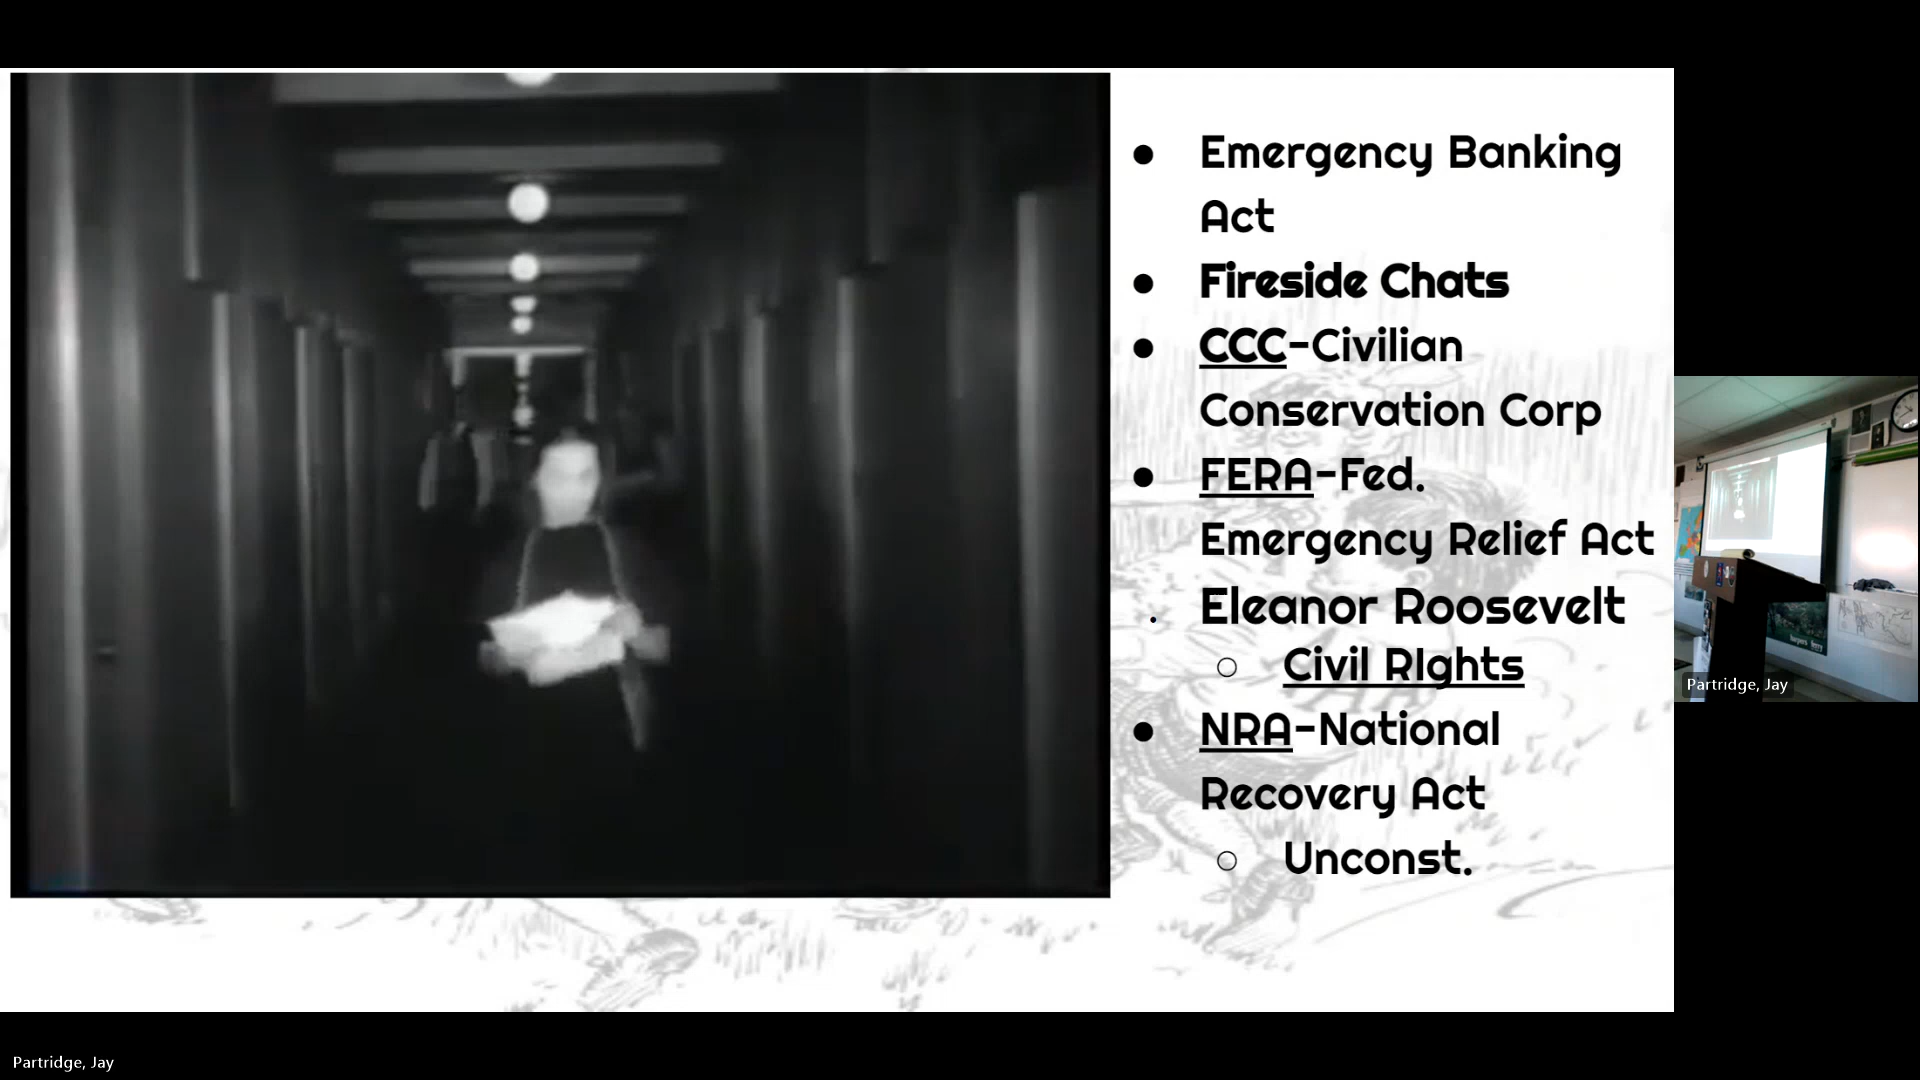 Emergency Banking
Act
Fireside Chats
CCC-Civilian
Conservation Corp
FERA-Fed.
Emergency Relief Act
Eleanor Roosevelt
Civil RIghts
NRA-National
Recovery Act
Unconst.
Partridge, Jay
Partridge, Jay